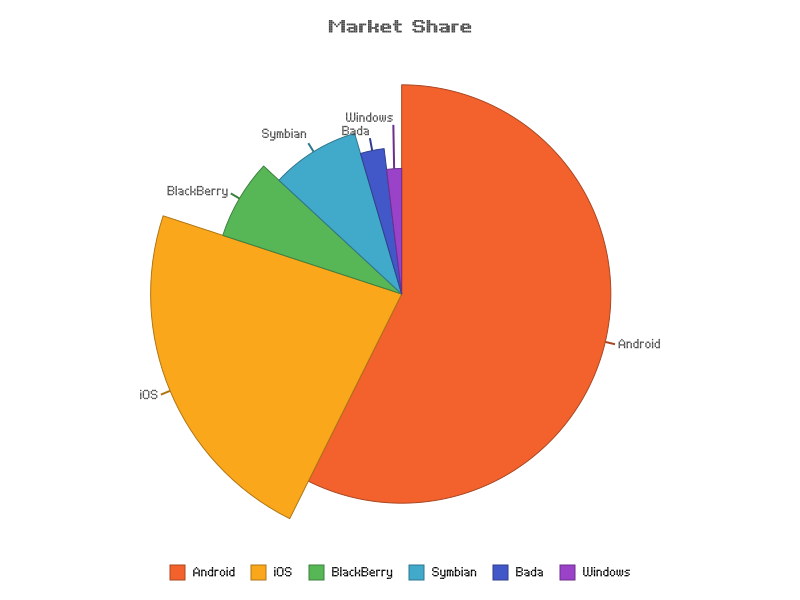 Market Share
Windows
Bada
Symbian
BlackBerry
Android
iOS
Android iOS BlackBerry Symbian Bada Windows